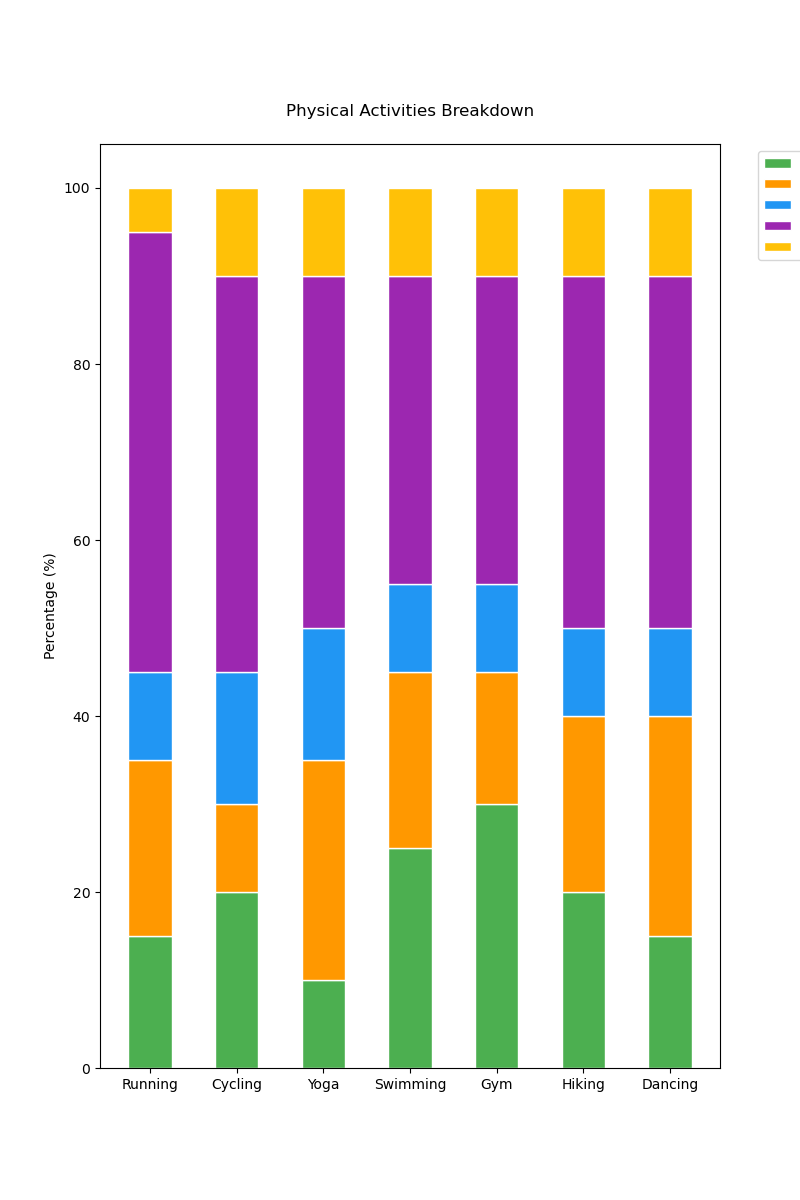 Physical Activities Breakdown
100
80
60
40
20
0
Percentage (%)
Running Cycling Yoga Swimming Gym Hiking Dancing